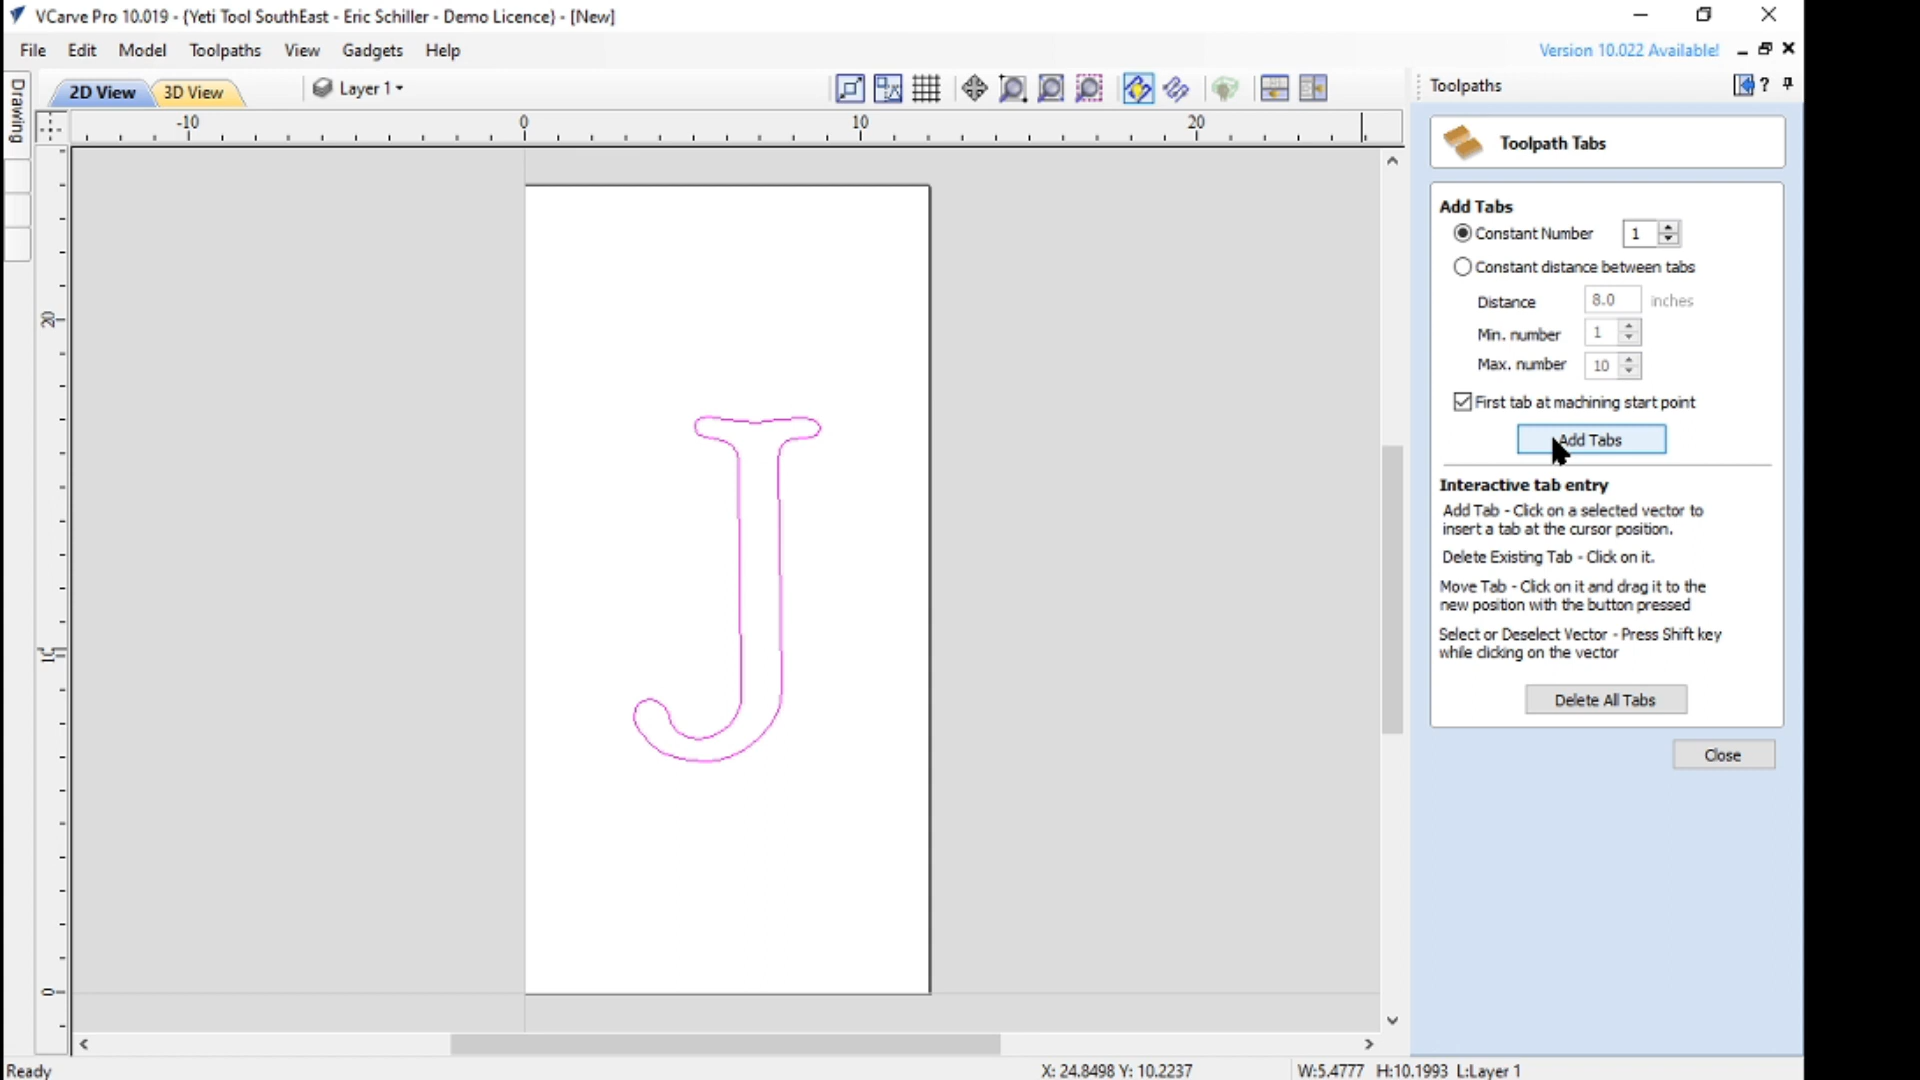 VCarve Pro 10.019 - {Yeti Tool SouthEast - Eric Schiller - Demo Licence} - [New]
File Edit Model Toolpaths View Gadgets Help
Version 10.022 Available!
Drawing
2D View 3D View Layer 1
Toolpaths ?
-10 0 10 20
20
10
0
Toolpath Tabs
Add Tabs
Constant Number 1
Constant distance between tabs
Distance 8.0 inches
Min. number 1
Max. number 10
First tab at machining start point
Add Tabs
Interactive tab entry
Add Tab - Click on a selected vector to
insert a tab at the cursor position.
Delete Existing Tab - Click on it.
Move Tab - Click on it and drag it to the
new position with the button pressed
Select or Deselect Vector - Press Shift key
while clicking on the vector
Delete All Tabs
Close
J
Ready
X: 24.8498 Y: 10.2237
W:5.4777 H:10.1993 L:Layer 1